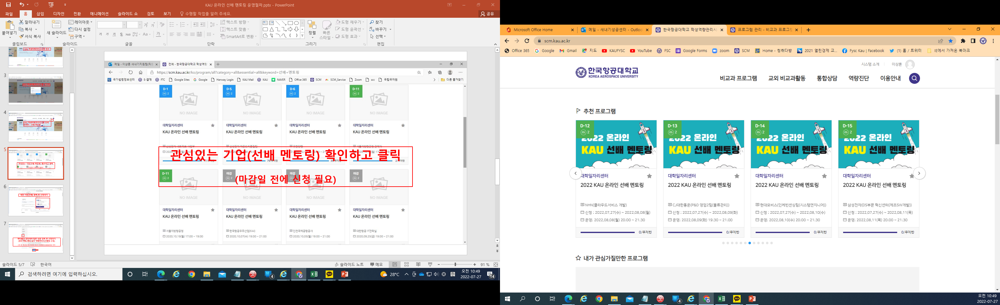 KAU 온라인 선배 멘토링 운영절차.pptx - PowerPoint
파일 홈 삽입 디자인 전환 애니메이션 슬라이드 쇼 검토 보기 수행할 작업을 알려 주세요. 공유
붙여넣기 잘라내기 복사 서식 복사 새 슬라이드 레이아웃 다시 설정 구역
텍스트 방향 텍스트 맞춤 SmartArt로 변환
정렬 빠른 스타일 도형 채우기 도형 윤곽선 도형 효과 찾기 바꾸기 선택
클립보드 슬라이드 글꼴 단락 그리기 편집
3
4
5
6
7
메일 - 이상훈 새내기지원팀(직원
전체 - 한국항공대학교 학생역량
https://scm.kau.ac.kr/ko/program/all?category=all&essential=all&keyword=선배+멘토링
국가법령정보센터 E-결재 FTC Google Sites Google Hanway Login KAU Mail KAU NAVER Office 365 SCM SCM_Service Zoom scc 국립국어원 다른 즐겨찾기
D-1 D-5 D-6 D-11
m 2 m 2 m 2 m 2
NO IMAGE NO IMAGE NO IMAGE NO IMAGE
대학일자리센터 대학일자리센터 대학일자리센터 대학일자리센터
KAU 온라인 선배 멘토링 KAU 온라인 선배 멘토링 KAU 온라인 선배 멘토링 KAU 온라인 선배 멘토링
관심있는 기업(선배 멘토링) 확인하고 클릭
2/무제한
D-11 마감 마감 마감
m 2 m 2 m 2 m 2
(마감일 전에 신청 필요)
NO IMAGE NO IMAGE NO IMAGE NO IMAGE
대학일자리센터 대학일자리센터 대학일자리센터 대학일자리센터
KAU 온라인 선배 멘토링 KAU 온라인 선배 멘토링 KAU 온라인 선배 멘토링 KAU 온라인 선배 멘토링
서울지방항공청 한국항공우주산업(KAI) 인천국제공항공사 대한항공 IT전략실
2020.10.19(월) 17:00 ~ 19:00 2020.10.07(수) 19:00 ~ 21:00 2020.10.05(월) 19:00 ~ 21:00 2020.09.25(금) 19:00 ~ 21:00
슬라이드 5/7 한국어 슬라이드 노트 메모 91 %
검색하려면 여기에 입력하십시오.
4
28°C 한 오전 10:49
2022-07-27 14
Microsoft Office Home
메일 - 새내기성공센터 - Outloo
한국항공대학교 학생역량관리시
프로그램 관리 - 비교과 프로그램
scm.kau.ac.kr
Office 365 Google Gmail 지도 KAUFYSC YouTube FSC Google Forms zoom SCM Home - 청취다방 2021 열린경제 교... Fysc Kau | Facebook (1) 홈 / 트위터 IE에서 가져온 북마크
시스템 소개 이상훈
한국항공대학교
KOREA AEROSPACE UNIVERSITY
비교과 프로그램 교외 비교과활동 통합상담 역량진단 이용안내
추천 프로그램
D-12 D-13 D-14 D-15
m 2 m 2 m 2 m 2
2022 온라인 2022 온라인 2022 온라인 2022 온라인
KAU 선배 멘토링 KAU 선배 멘토링 KAU 선배 멘토링 KAU 선배 멘토링
대학일자리센터 대학일자리센터 대학일자리센터 대학일자리센터
2022 KAU 온라인 선배 멘토링 2022 KAU 온라인 선배 멘토링 2022 KAU 온라인 선배 멘토링 2022 KAU 온라인 선배 멘토링
NHN(클라우드서비스 개발) CJ대한통운(P&D 영업2팀(물류관리)) 현대모비스(인케빈센싱팀(시스템엔지니어)) 삼성전자(DS부문 혁신센터(제조SW개발))
신청 : 2022.07.27(수) ~ 2022.08.08(월) 신청 : 2022.07.27(수) ~ 2022.08.09(화) 신청 : 2022.07.27(수) ~ 2022.08.10(수) 신청 : 2022.07.27(수) ~ 2022.08.11(목)
운영: 2022.08.08(월) 20:00 ~ 21:30 운영: 2022.08.09(화) 19:30 ~ 21:00 운영: 2022.08.10(수) 20:00 ~ 21:30 운영: 2022.08.11(목) 20:00 ~ 21:30
0/무제한 0/무제한 0/무제한 0/무제한
내가 관심가질만한 프로그램
4
오전 10:49
2022-07-27